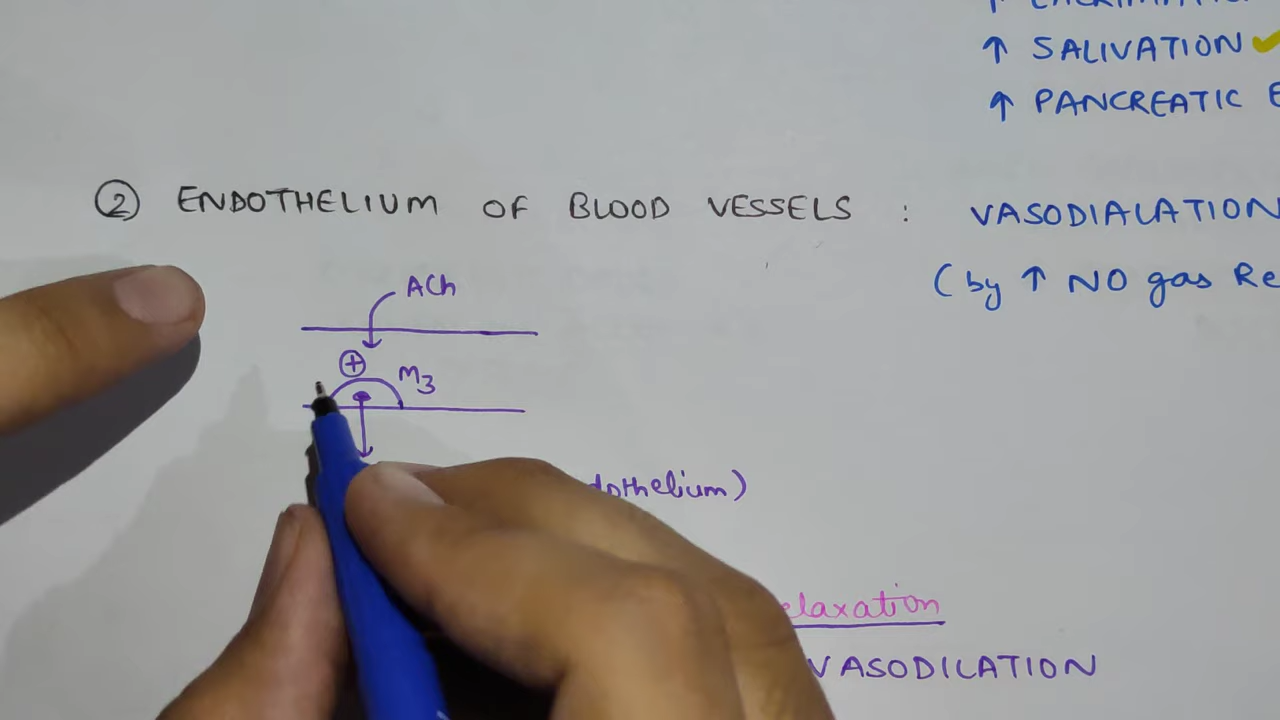 ↑ SALIVATION ✓
↑ PANCREATIC
② ENDOTHELIUM OF BLOOD VESSELS : VASODIALATION
(by ↑ NO gas Re
ACh
⊕ M3
dothelium)
elaxation
VASODILATION